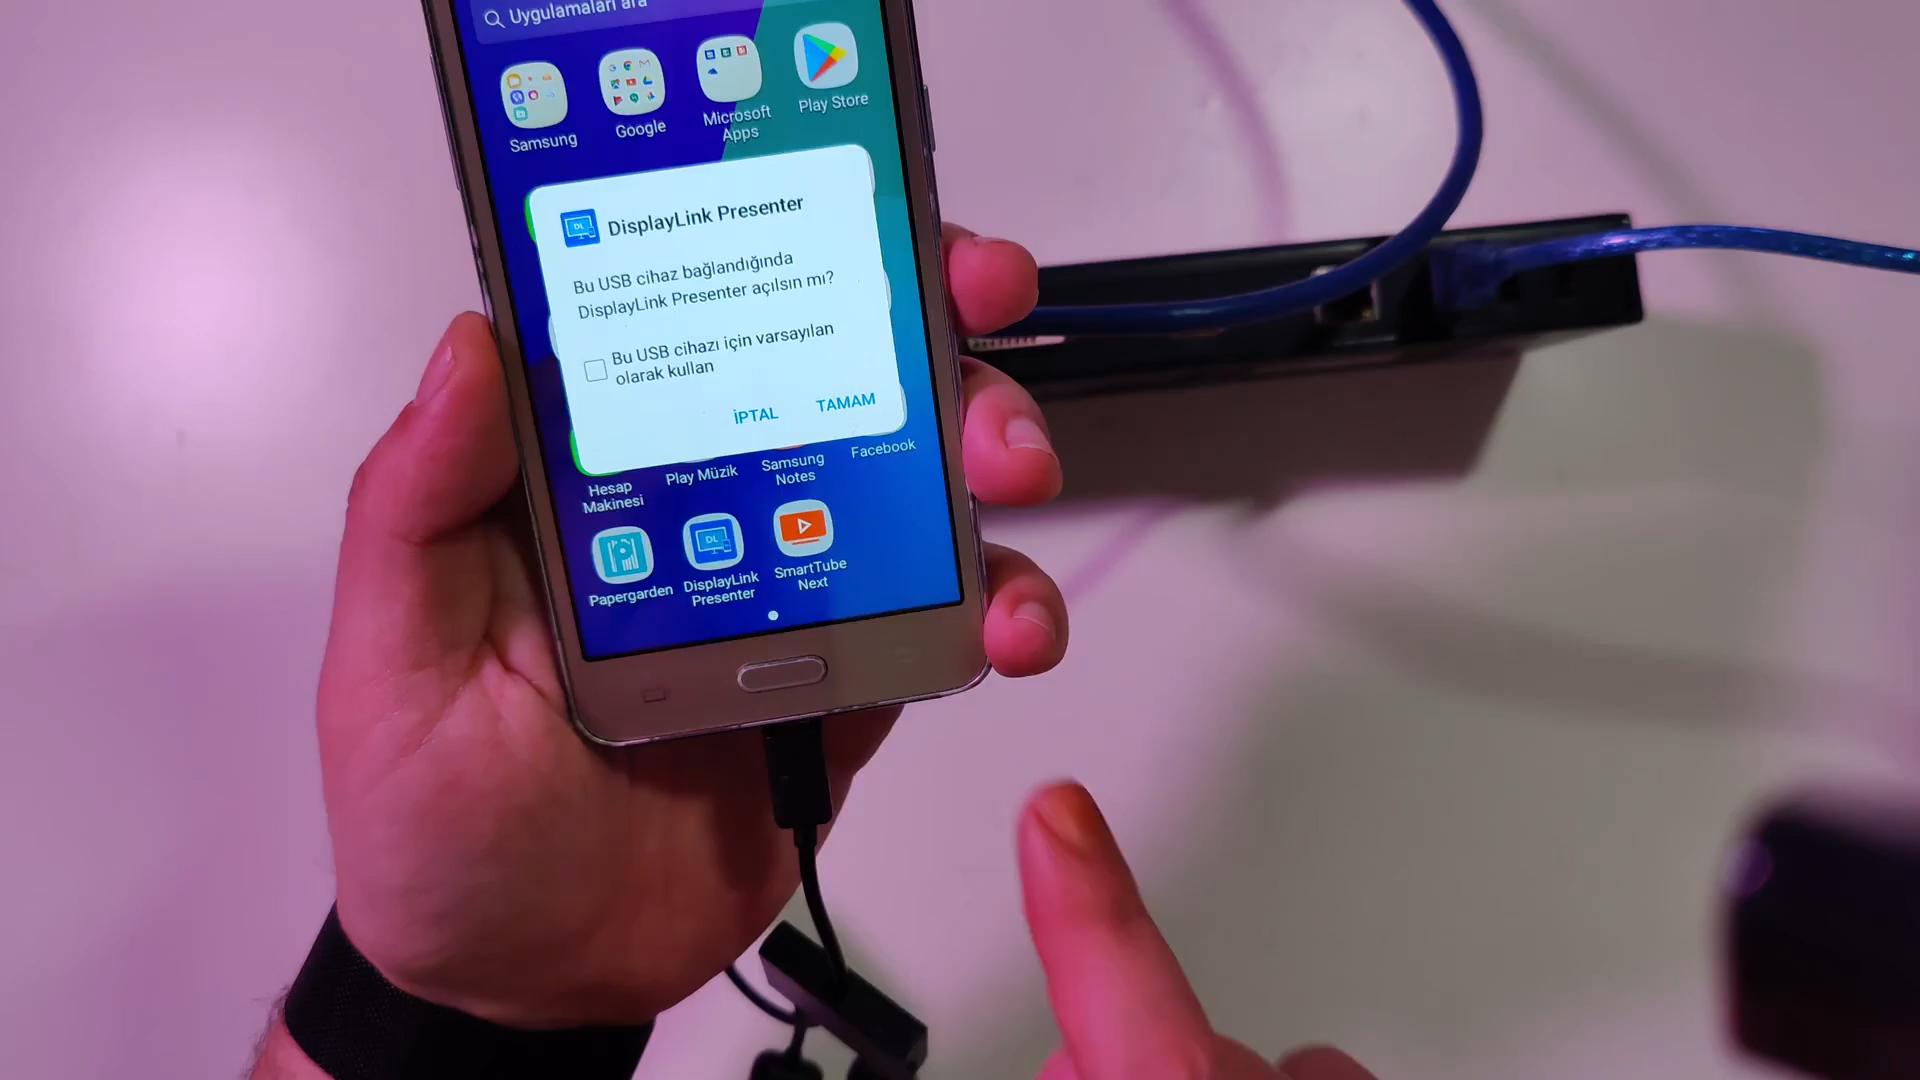 Uygulamaları ara
Samsung
Google
Microsoft
Apps
Play Store
DL
DisplayLink Presenter
Bu USB cihaz bağlandığında
DisplayLink Presenter açılsın mı?
Bu USB cihazı için varsayılan
olarak kullan
İPTAL
TAMAM
Hesap
Makinesi
Play Müzik
Samsung
Notes
Facebook
Papergarden
DL
DisplayLink
Presenter
SmartTube
Next